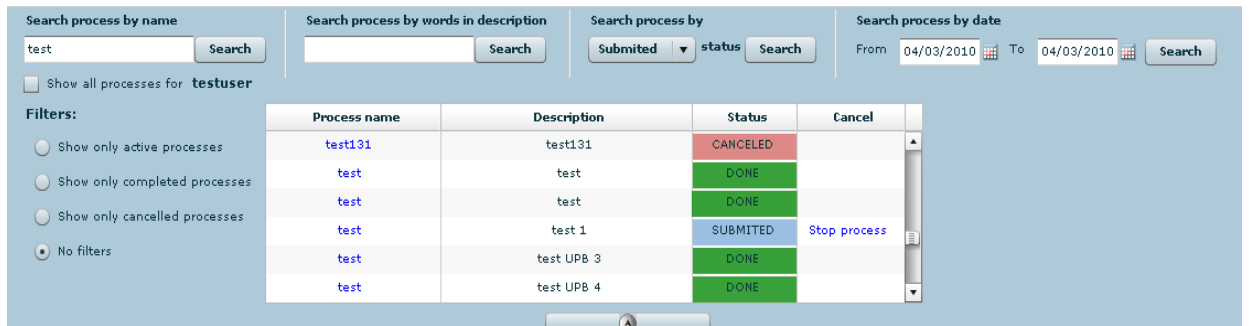 Search process by name Search process by words in description Search process by Search process by date
test Search Search Submited status Search From 04/03/2010 To 04/03/2010 Search
Show all processes for testuser
Filters:
Show only active processes
Show only completed processes
Show only cancelled processes
No filters
Process name Description Status Cancel
test131 test131 CANCELED
test test DONE
test test DONE
test test 1 SUBMITED Stop process
test test UPB 3 DONE
test test UPB 4 DONE